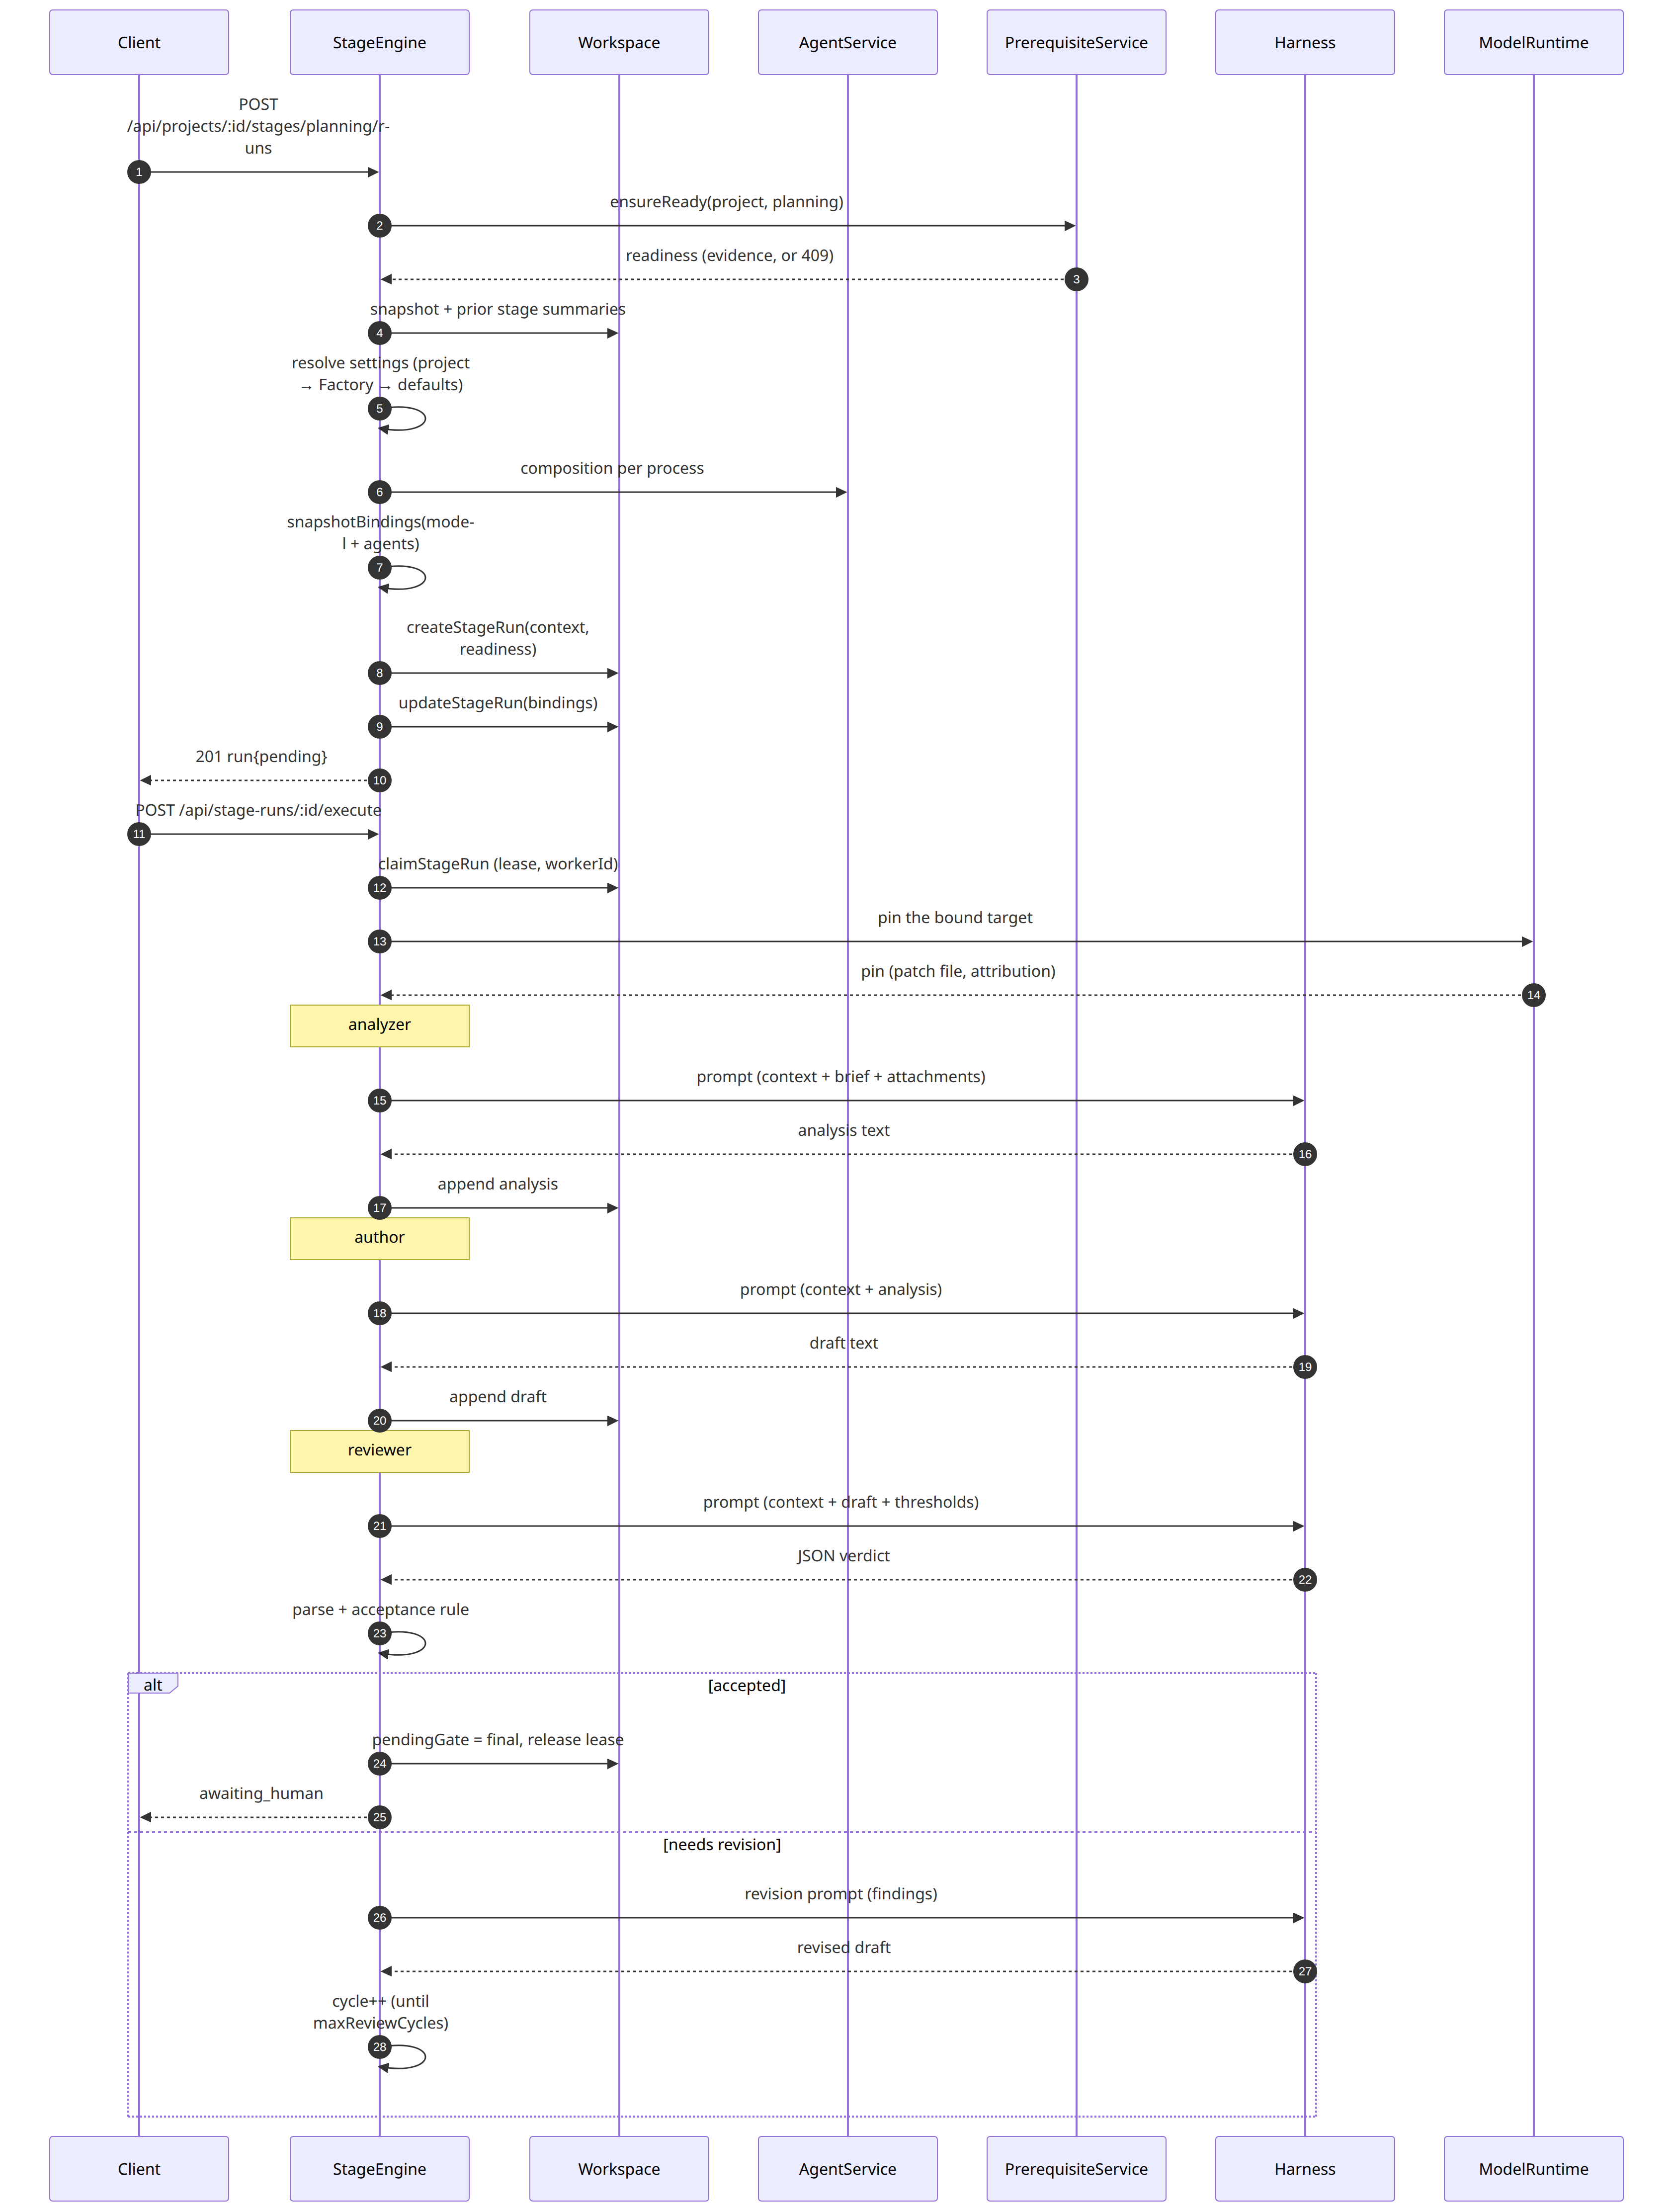 Client
StageEngine
Workspace
AgentService
PrerequisiteService
Harness
ModelRuntime
POST
/api/projects/:id/stages/planning/r-
uns
1
ensureReady(project, planning)
2
readiness (evidence, or 409)
3
snapshot + prior stage summaries
4
resolve settings (project
→ Factory → defaults)
5
composition per process
6
snapshotBindings(mode-
l + agents)
7
createStageRun(context,
readiness)
8
updateStageRun(bindings)
9
201 run{pending}
10
POST /api/stage-runs/:id/execute
11
claimStageRun (lease, workerId)
12
pin the bound target
13
pin (patch file, attribution)
14
analyzer
prompt (context + brief + attachments)
15
analysis text
16
append analysis
17
author
prompt (context + analysis)
18
draft text
19
append draft
20
reviewer
prompt (context + draft + thresholds)
21
JSON verdict
22
parse + acceptance rule
23
alt
[accepted]
pendingGate = final, release lease
24
awaiting_human
25
[needs revision]
revision prompt (findings)
26
revised draft
27
cycle++ (until
maxReviewCycles)
28
Client
StageEngine
Workspace
AgentService
PrerequisiteService
Harness
ModelRuntime